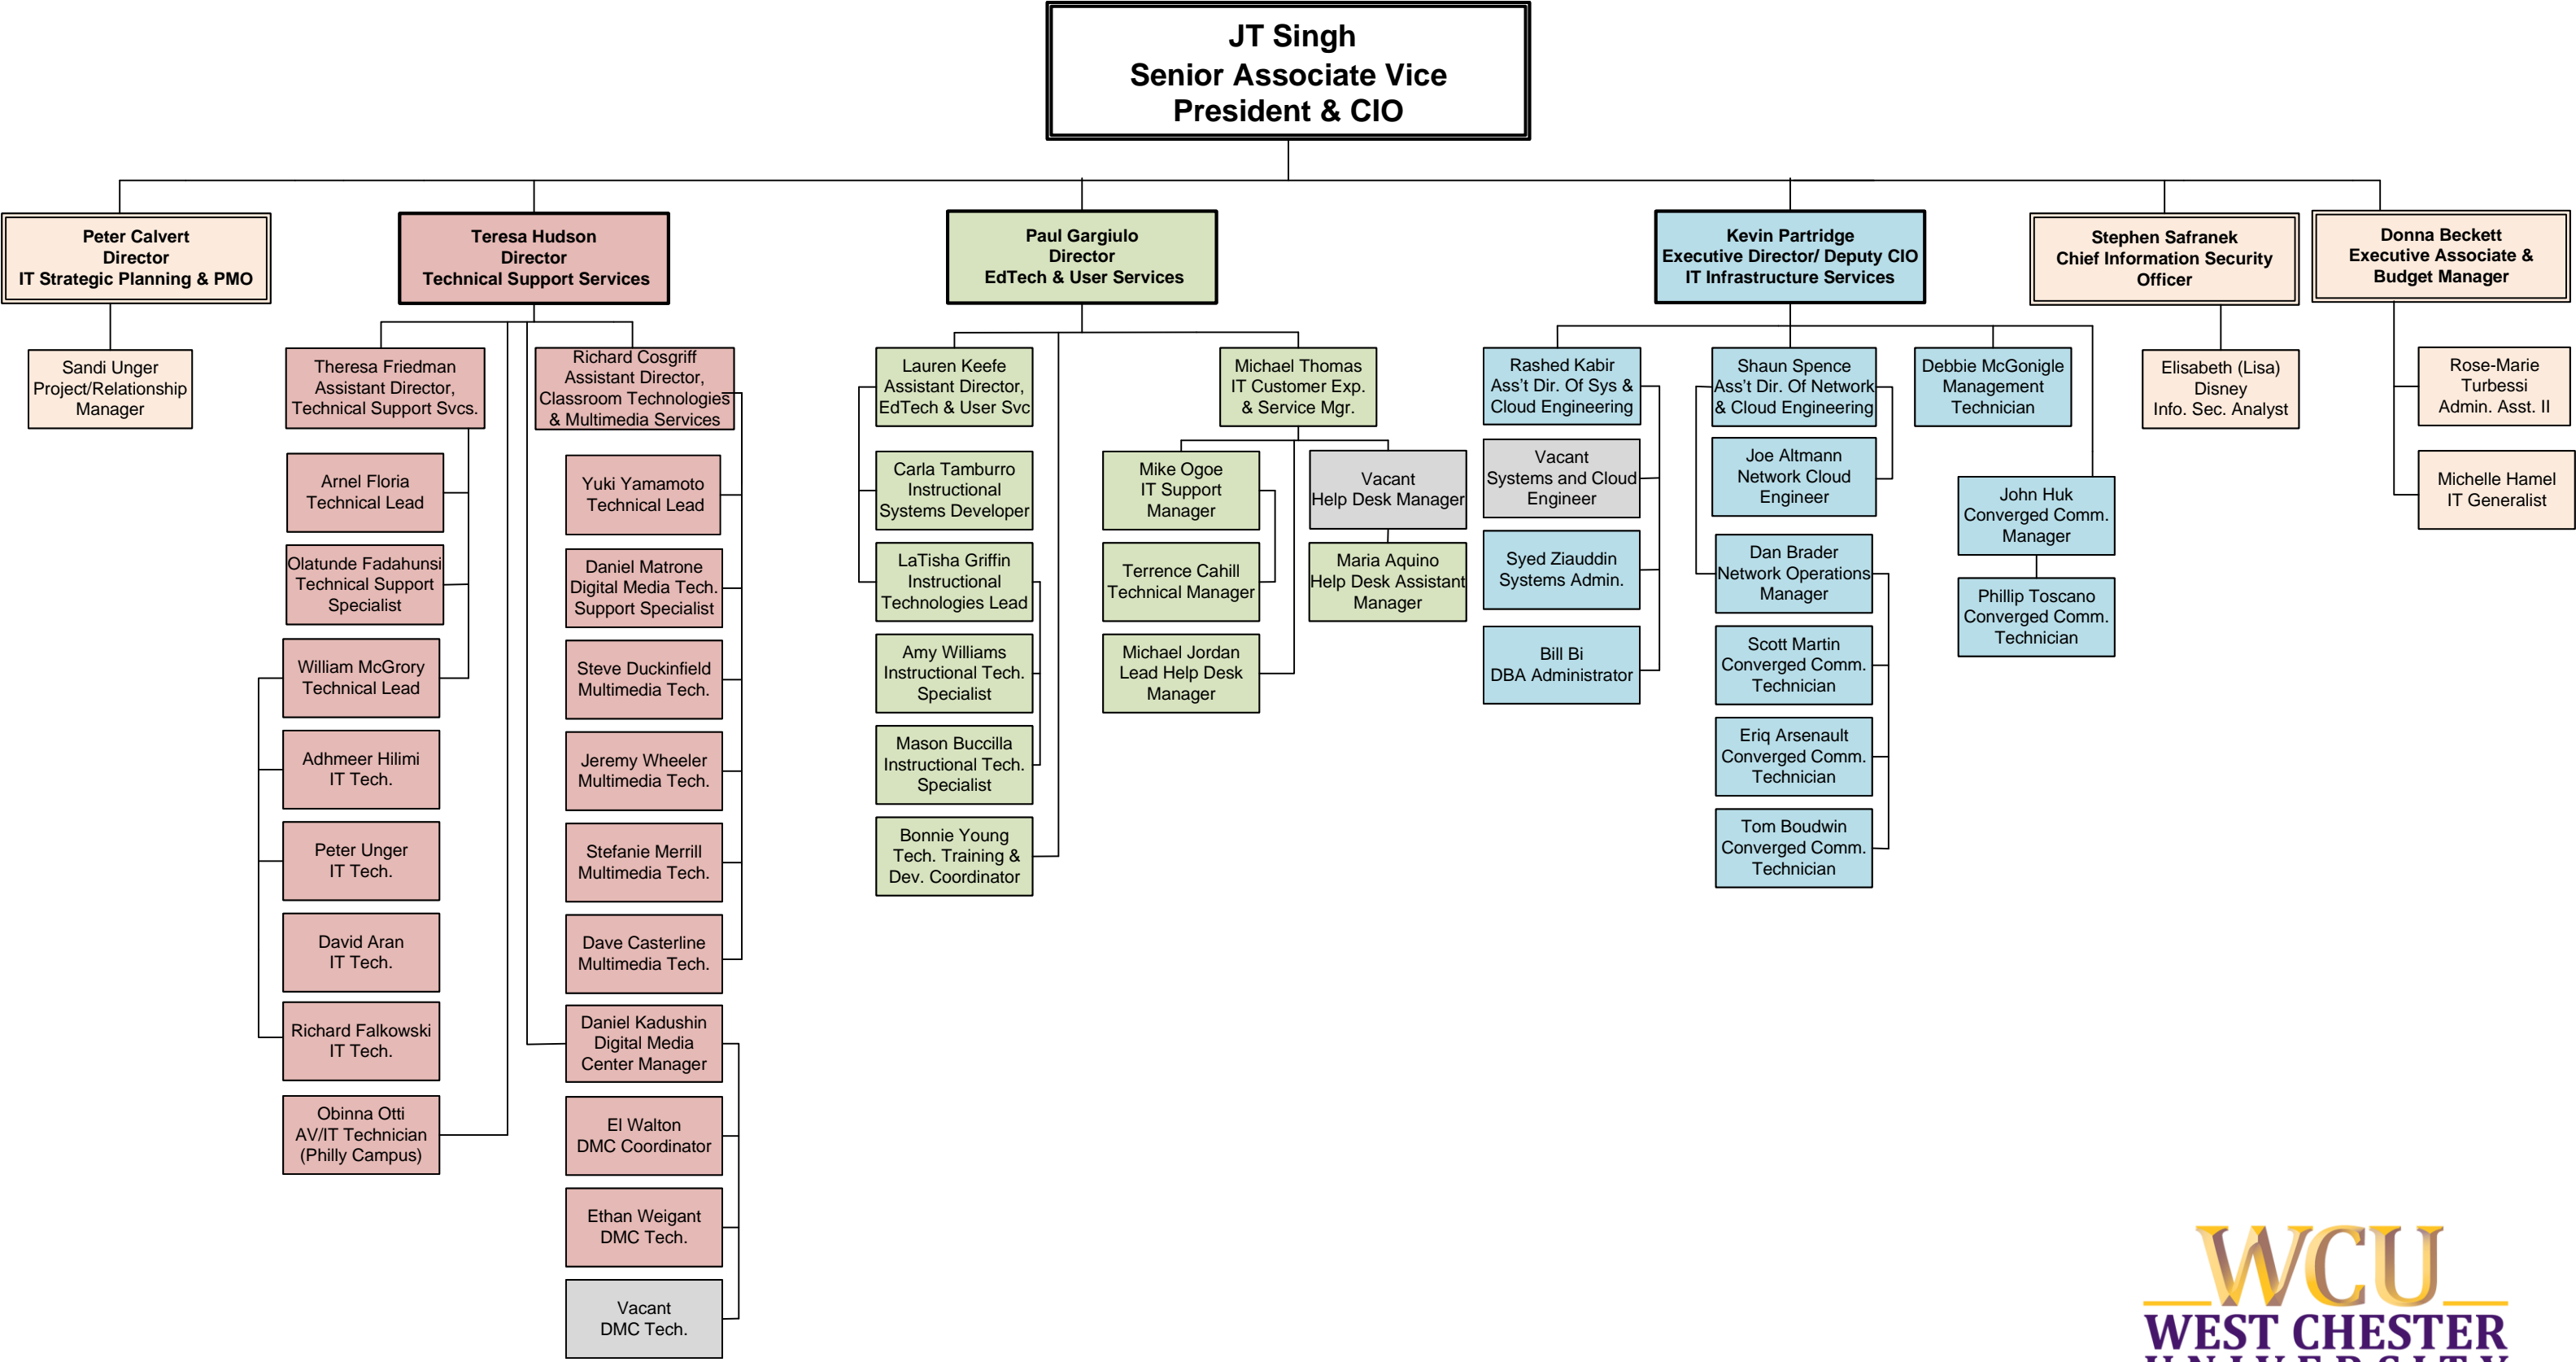 JT Singh
Senior Associate Vice
President & CIO
Peter Calvert
Director
IT Strategic Planning & PMO
Teresa Hudson
Director
Technical Support Services
Paul Gargiulo
Director
EdTech & User Services
Kevin Partridge
Executive Director/ Deputy CIO
IT Infrastructure Services
Stephen Safranek
Chief Information Security
Officer
Donna Beckett
Executive Associate &
Budget Manager
Sandi Unger
Project/Relationship
Manager
Theresa Friedman
Assistant Director,
Technical Support Svcs.
Arnel Floria
Technical Lead
Olatunde Fadahunsi
Technical Support
Specialist
William McGrory
Technical Lead
Adhmeer Hilimi
IT Tech.
Peter Unger
IT Tech.
David Aran
IT Tech.
Richard Falkowski
IT Tech.
Obinna Otti
AV/IT Technician
(Philly Campus)
Richard Cosgriff
Assistant Director,
Classroom Technologies
& Multimedia Services
Yuki Yamamoto
Technical Lead
Daniel Matrone
Digital Media Tech.
Support Specialist
Steve Duckinfield
Multimedia Tech.
Jeremy Wheeler
Multimedia Tech.
Stefanie Merrill
Multimedia Tech.
Dave Casterline
Multimedia Tech.
Daniel Kadushin
Digital Media
Center Manager
El Walton
DMC Coordinator
Ethan Weigant
DMC Tech.
Vacant
DMC Tech.
Lauren Keefe
Assistant Director,
EdTech & User Svc
Carla Tamburro
Instructional
Systems Developer
LaTisha Griffin
Instructional
Technologies Lead
Amy Williams
Instructional Tech.
Specialist
Mason Buccilla
Instructional Tech.
Specialist
Bonnie Young
Tech. Training &
Dev. Coordinator
Michael Thomas
IT Customer Exp.
& Service Mgr.
Mike Ogoe
IT Support
Manager
Terrence Cahill
Technical Manager
Michael Jordan
Lead Help Desk
Manager
Vacant
Help Desk Manager
Maria Aquino
Help Desk Assistant
Manager
Rashed Kabir
Ass't Dir. Of Sys &
Cloud Engineering
Vacant
Systems and Cloud
Engineer
Syed Ziauddin
Systems Admin.
Bill Bi
DBA Administrator
Shaun Spence
Ass't Dir. Of Network
& Cloud Engineering
Joe Altmann
Network Cloud
Engineer
Dan Brader
Network Operations
Manager
Scott Martin
Converged Comm.
Technician
Eriq Arsenault
Converged Comm.
Technician
Tom Boudwin
Converged Comm.
Technician
Debbie McGonigle
Management
Technician
John Huk
Converged Comm.
Manager
Phillip Toscano
Converged Comm.
Technician
Elisabeth (Lisa)
Disney
Info. Sec. Analyst
Rose-Marie
Turbessi
Admin. Asst. II
Michelle Hamel
IT Generalist
WCU
WEST CHESTER
UNIVERSITY